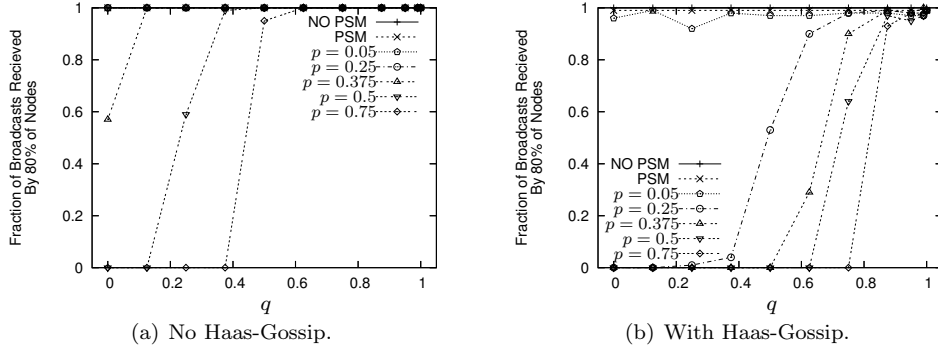 Fraction of Broadcasts Recieved
By 80% of Nodes
1
0.8
0.6
0.4
0.2
0
0 0.2 0.4 0.6 0.8 1
q
NO PSM
PSM
p = 0.05
p = 0.25
p = 0.375
p = 0.5
p = 0.75
(a) No Haas-Gossip.
Fraction of Broadcasts Recieved
By 80% of Nodes
1
0.8
0.6
0.4
0.2
0
0 0.2 0.4 0.6 0.8 1
q
NO PSM
PSM
p = 0.05
p = 0.25
p = 0.375
p = 0.5
p = 0.75
(b) With Haas-Gossip.